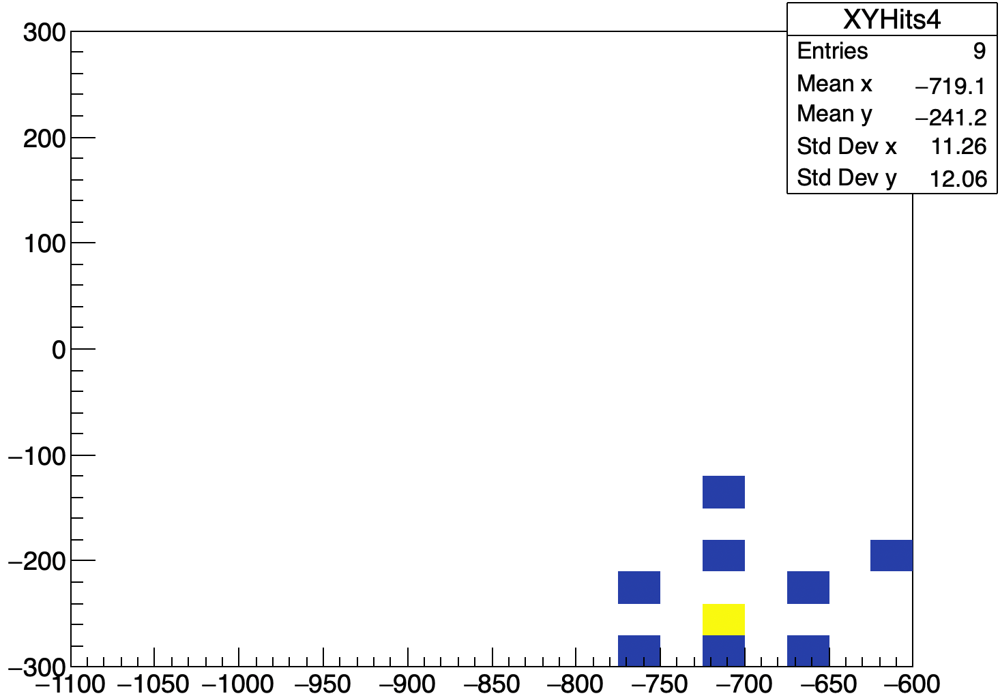 XYHits4
Entries 9
Mean x −719.1
Mean y −241.2
Std Dev x 11.26
Std Dev y 12.06
300
200
100
0
−100
−200
−300
−1100 −1050 −1000 −950 −900 −850 −800 −750 −700 −650 −600